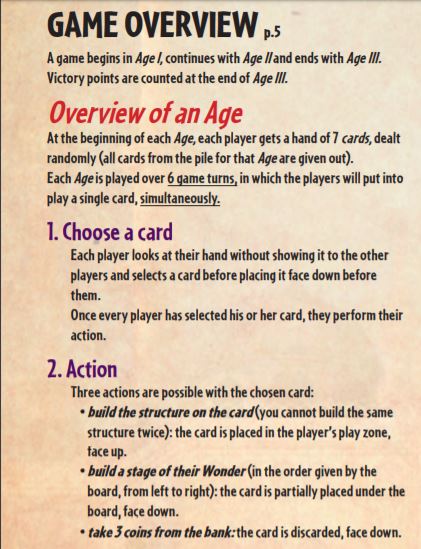 GAME OVERVIEW p.5
A game begins in Age I, continues with Age II and ends with Age III.
Victory points are counted at the end of Age III.
Overview of an Age
At the beginning of each Age, each player gets a hand of 7 cards, dealt
randomly (all cards from the pile for that Age are given out).
Each Age is played over 6 game turns, in which the players will put into
play a single card, simultaneously.
1. Choose a card
Each player looks at their hand without showing it to the other
players and selects a card before placing it face down before
them.
Once every player has selected his or her card, they perform their
action.
2. Action
Three actions are possible with the chosen card:
• build the structure on the card (you cannot build the same
structure twice): the card is placed in the player's play zone,
face up.
• build a stage of their Wonder (in the order given by the
board, from left to right): the card is partially placed under the
board, face down.
• take 3 coins from the bank: the card is discarded, face down.